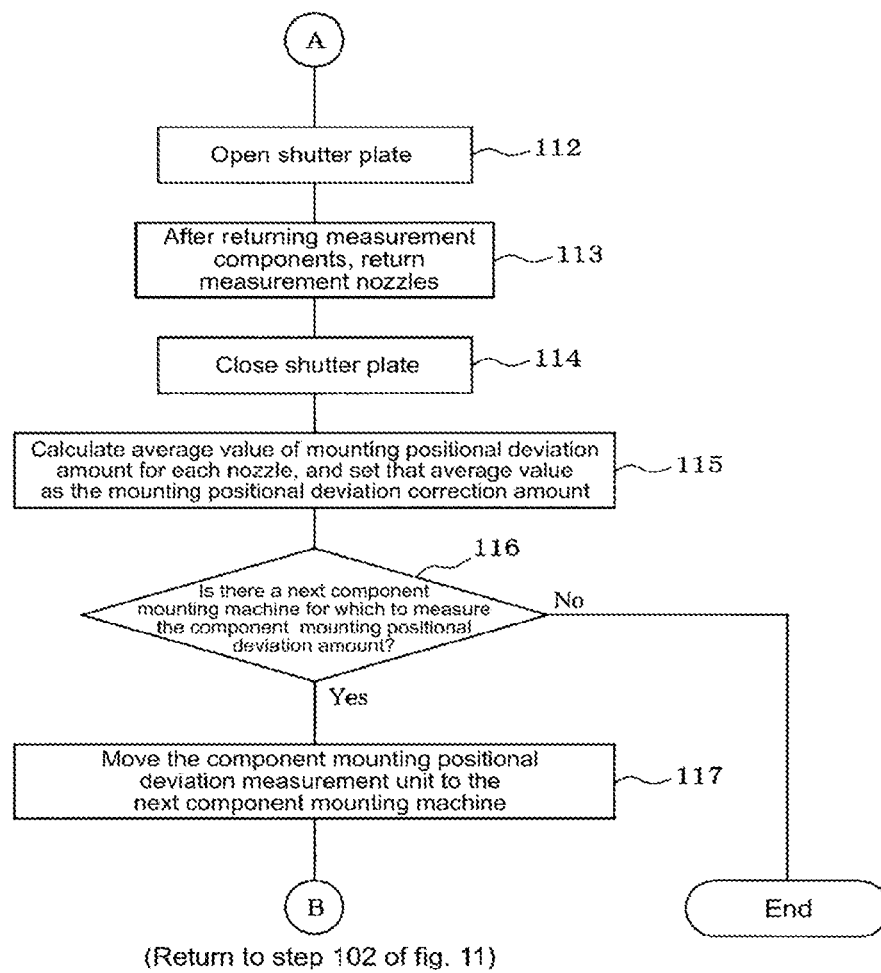 A
Open shutter plate
112
After returning measurement
components, return
measurement nozzles
113
Close shutter plate
114
Calculate average value of mounting positional deviation
amount for each nozzle, and set that average value
as the mounting positional deviation correction amount
115
116
Is there a next component
mounting machine for which to measure
the component mounting positional
deviation amount?
No
Yes
Move the component mounting positional
deviation measurement unit to the
next component mounting machine
117
B
End
(Return to step 102 of fig. 11)